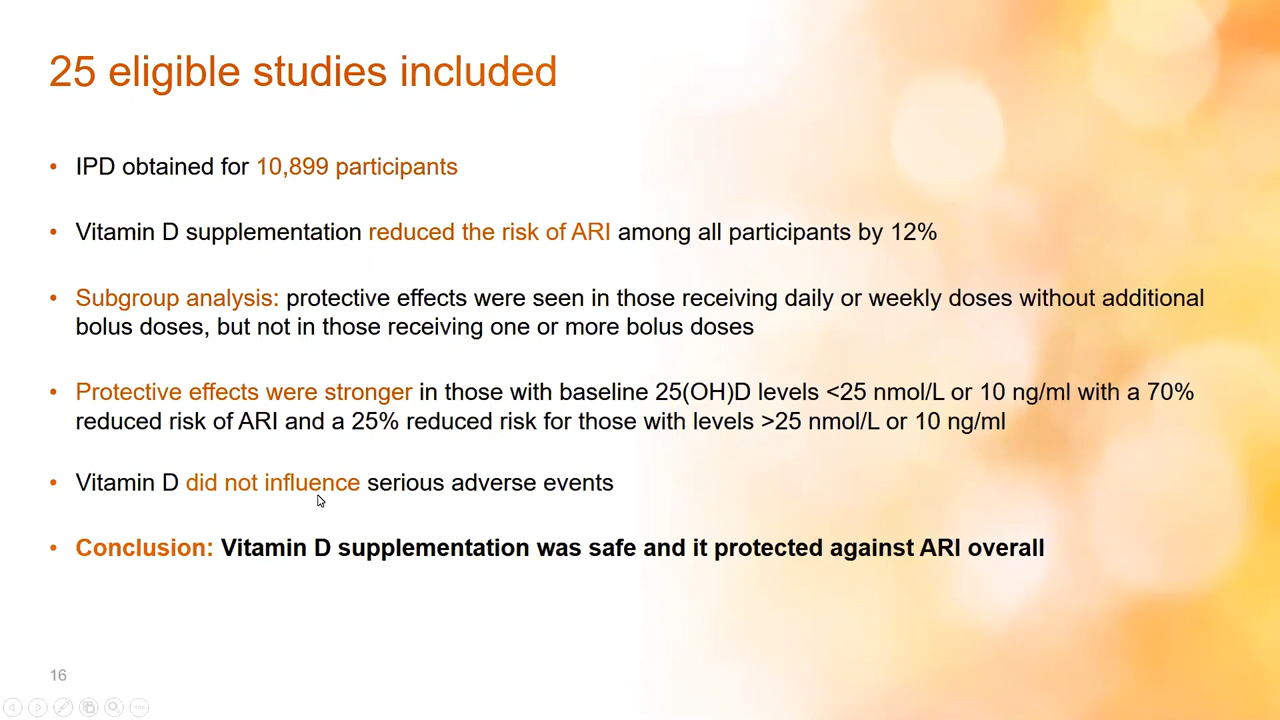 25 eligible studies included
• IPD obtained for 10,899 participants
• Vitamin D supplementation reduced the risk of ARI among all participants by 12%
• Subgroup analysis: protective effects were seen in those receiving daily or weekly doses without additional
bolus doses, but not in those receiving one or more bolus doses
• Protective effects were stronger in those with baseline 25(OH)D levels <25 nmol/L or 10 ng/ml with a 70%
reduced risk of ARI and a 25% reduced risk for those with levels >25 nmol/L or 10 ng/ml
• Vitamin D did not influence serious adverse events
• Conclusion: Vitamin D supplementation was safe and it protected against ARI overall
16